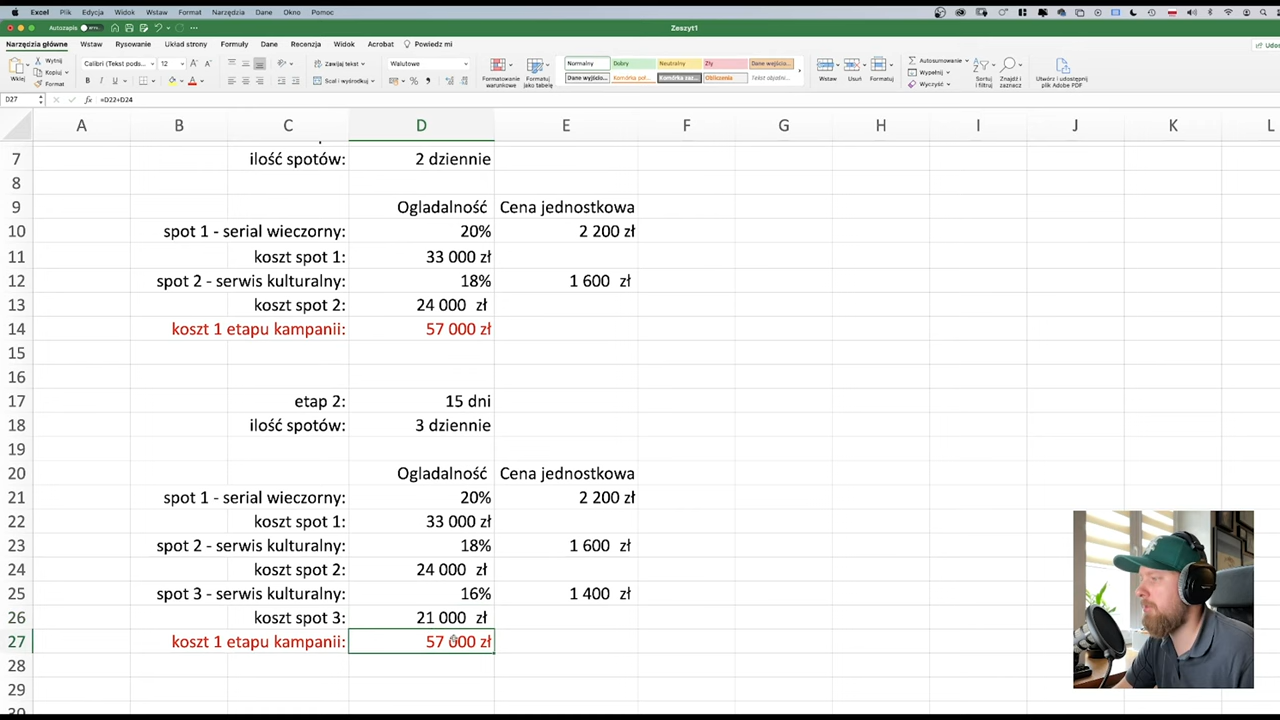 Excel Plik Edycja Widok Wstaw Format Narzędzia Dane Okno Pomoc
Autozapis Zeszyt1
Narzędzia główne Wstaw Rysowanie Układ strony Formuły Dane Recenzja Widok Acrobat Powiedz mi
Wklej Wytnij Kopiuj Format
Calibri (Tekst pods... 12
Zawijaj tekst Scal i wyśrodkuj
Walutowe
Formatowanie warunkowe Formatuj jako tabelę
Normalny Dobry Neutralny Zły Dane wejścio...
Dane wyjścio... Komórka poł... Komórka zaz... Obliczenia Tekst objaśni...
Wstaw Usuń Formatuj
Autosumowanie Wypełnij Wyczyść
Sortuj i filtruj Znajdź i zaznacz
Utwórz i udostępnij plik Adobe PDF
D27 fx =D22+D24
A B C D E F G H I J K L
7 ilość spotów: 2 dziennie
8
9 Ogladalność Cena jednostkowa
10 spot 1 - serial wieczorny: 20% 2 200 zł
11 koszt spot 1: 33 000 zł
12 spot 2 - serwis kulturalny: 18% 1 600 zł
13 koszt spot 2: 24 000 zł
14 koszt 1 etapu kampanii: 57 000 zł
15
16
17 etap 2: 15 dni
18 ilość spotów: 3 dziennie
19
20 Ogladalność Cena jednostkowa
21 spot 1 - serial wieczorny: 20% 2 200 zł
22 koszt spot 1: 33 000 zł
23 spot 2 - serwis kulturalny: 18% 1 600 zł
24 koszt spot 2: 24 000 zł
25 spot 3 - serwis kulturalny: 16% 1 400 zł
26 koszt spot 3: 21 000 zł
27 koszt 1 etapu kampanii: 57 000 zł
28
29